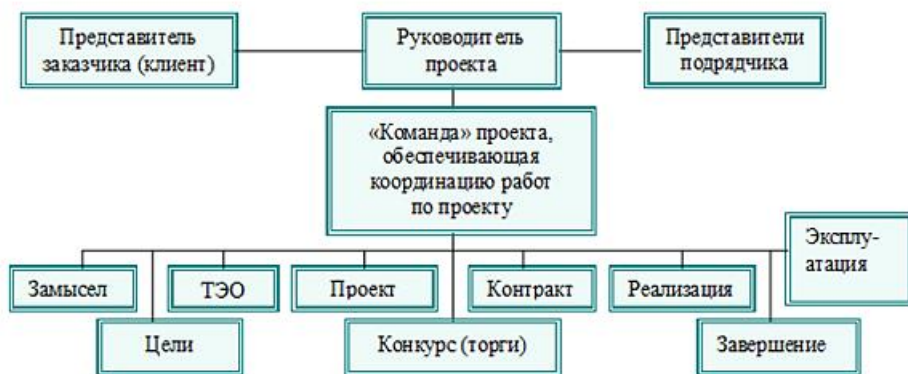 Представитель
заказчика (клиент)
Руководитель
проекта
Представители
подрядчика
«Команда» проекта,
обеспечивающая
координацию работ
по проекту
Эксплу-
атация
Замысел
ТЭО
Проект
Контракт
Реализация
Цели
Конкурс (торги)
Завершение